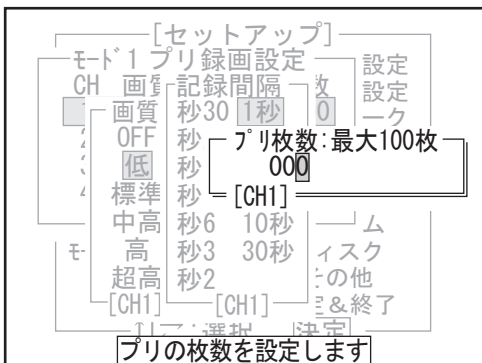 [セットアップ]
モード1 プリ録画設定 設定
CH 画質 記録間隔 数 設定
画質 秒30 1秒 0 ーク
OFF 秒 プリ枚数:最大100枚
低 秒 000
標準 秒 [CH1]
中高 秒6 10秒 ム
モ 高 秒3 30秒 ィスク
超高 秒2 の他
[CH1] [CH1] &終了
:選択 決定
プリの枚数を設定します